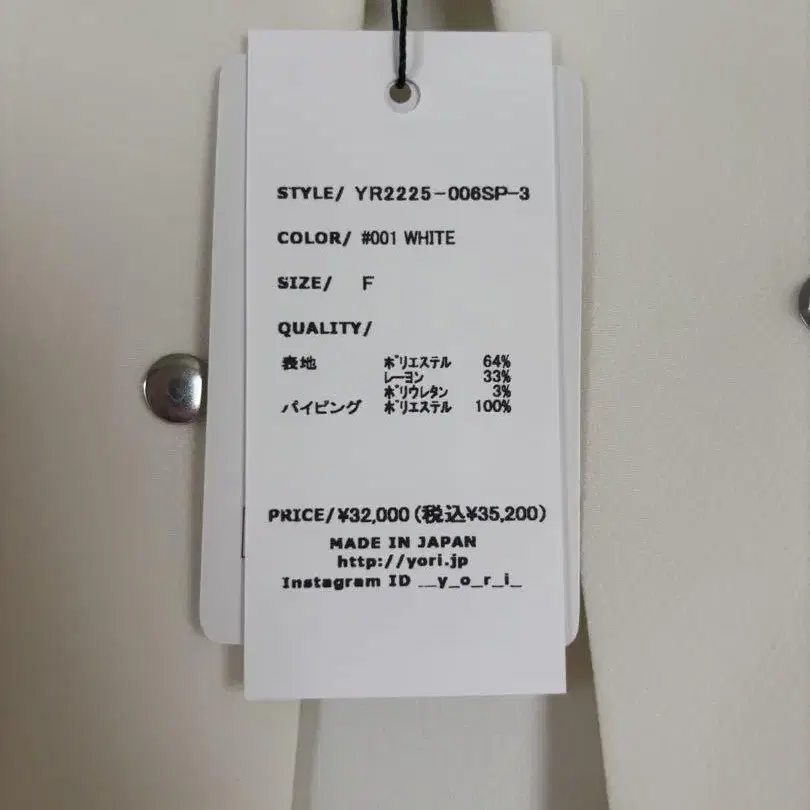 STYLE/ YR2225-006SP-3
COLOR/ #001 WHITE
SIZE/ F
QUALITY/
表地 ポリエステル 64%
レーヨン 33%
ポリウレタン 3%
パイピング ポリエステル 100%
PRICE/¥32,000(税込¥35,200)
MADE IN JAPAN
http://yori.jp
Instagram ID __y_o_r_i_